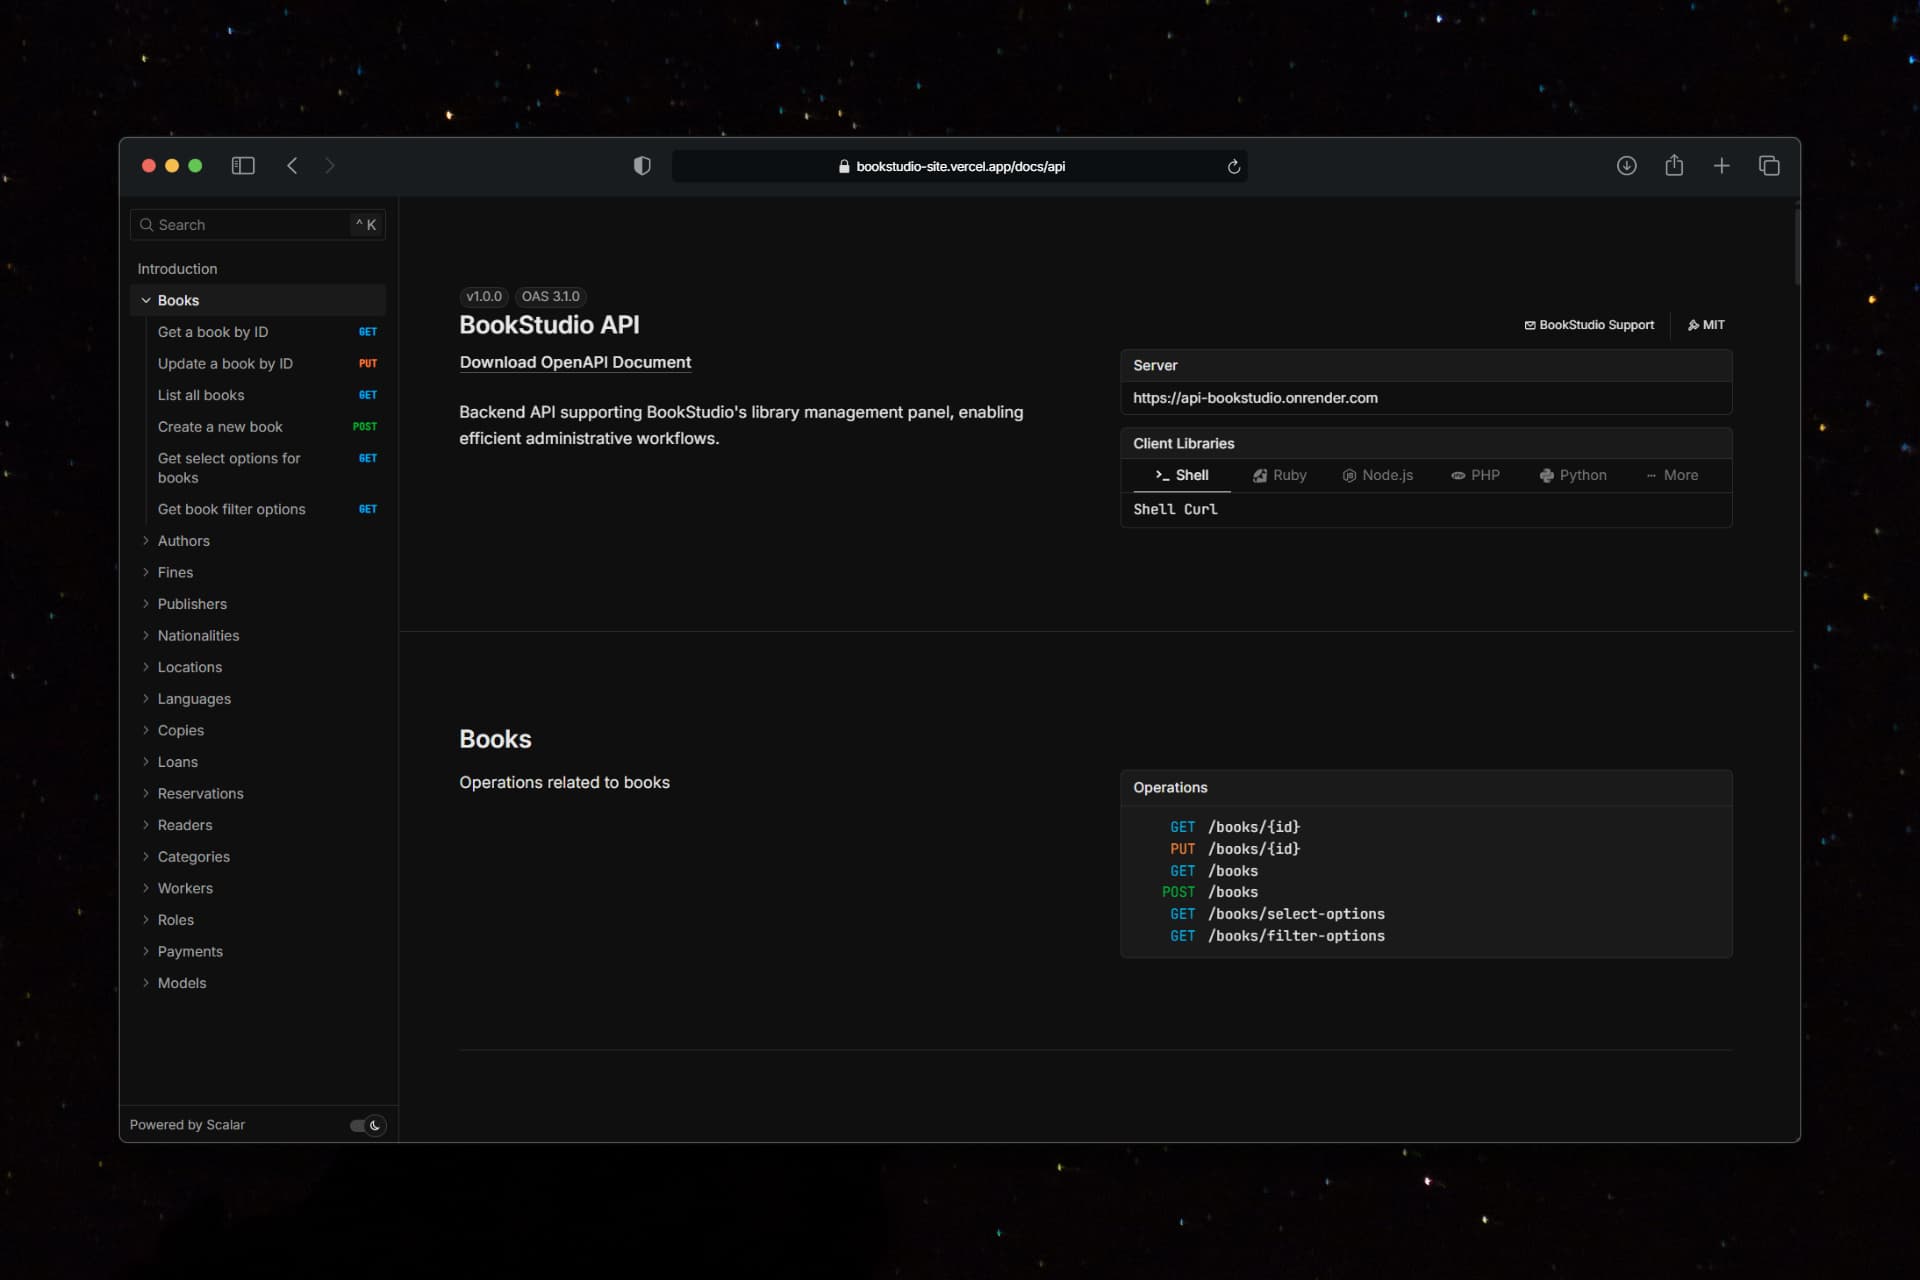 bookstudio-site.vercel.app/docs/api
Search
^ K
Introduction
Books
Get a book by ID GET
Update a book by ID PUT
List all books GET
Create a new book POST
Get select options for GET
books
Get book filter options GET
Authors
Fines
Publishers
Nationalities
Locations
Languages
Copies
Loans
Reservations
Readers
Categories
Workers
Roles
Payments
Models
Powered by Scalar
v1.0.0 OAS 3.1.0
BookStudio API
Download OpenAPI Document
Backend API supporting BookStudio's library management panel, enabling
efficient administrative workflows.
BookStudio Support MIT
Server
https://api-bookstudio.onrender.com
Client Libraries
Shell Ruby Node.js PHP Python More
Shell Curl
Books
Operations related to books
Operations
GET /books/{id}
PUT /books/{id}
GET /books
POST /books
GET /books/select-options
GET /books/filter-options